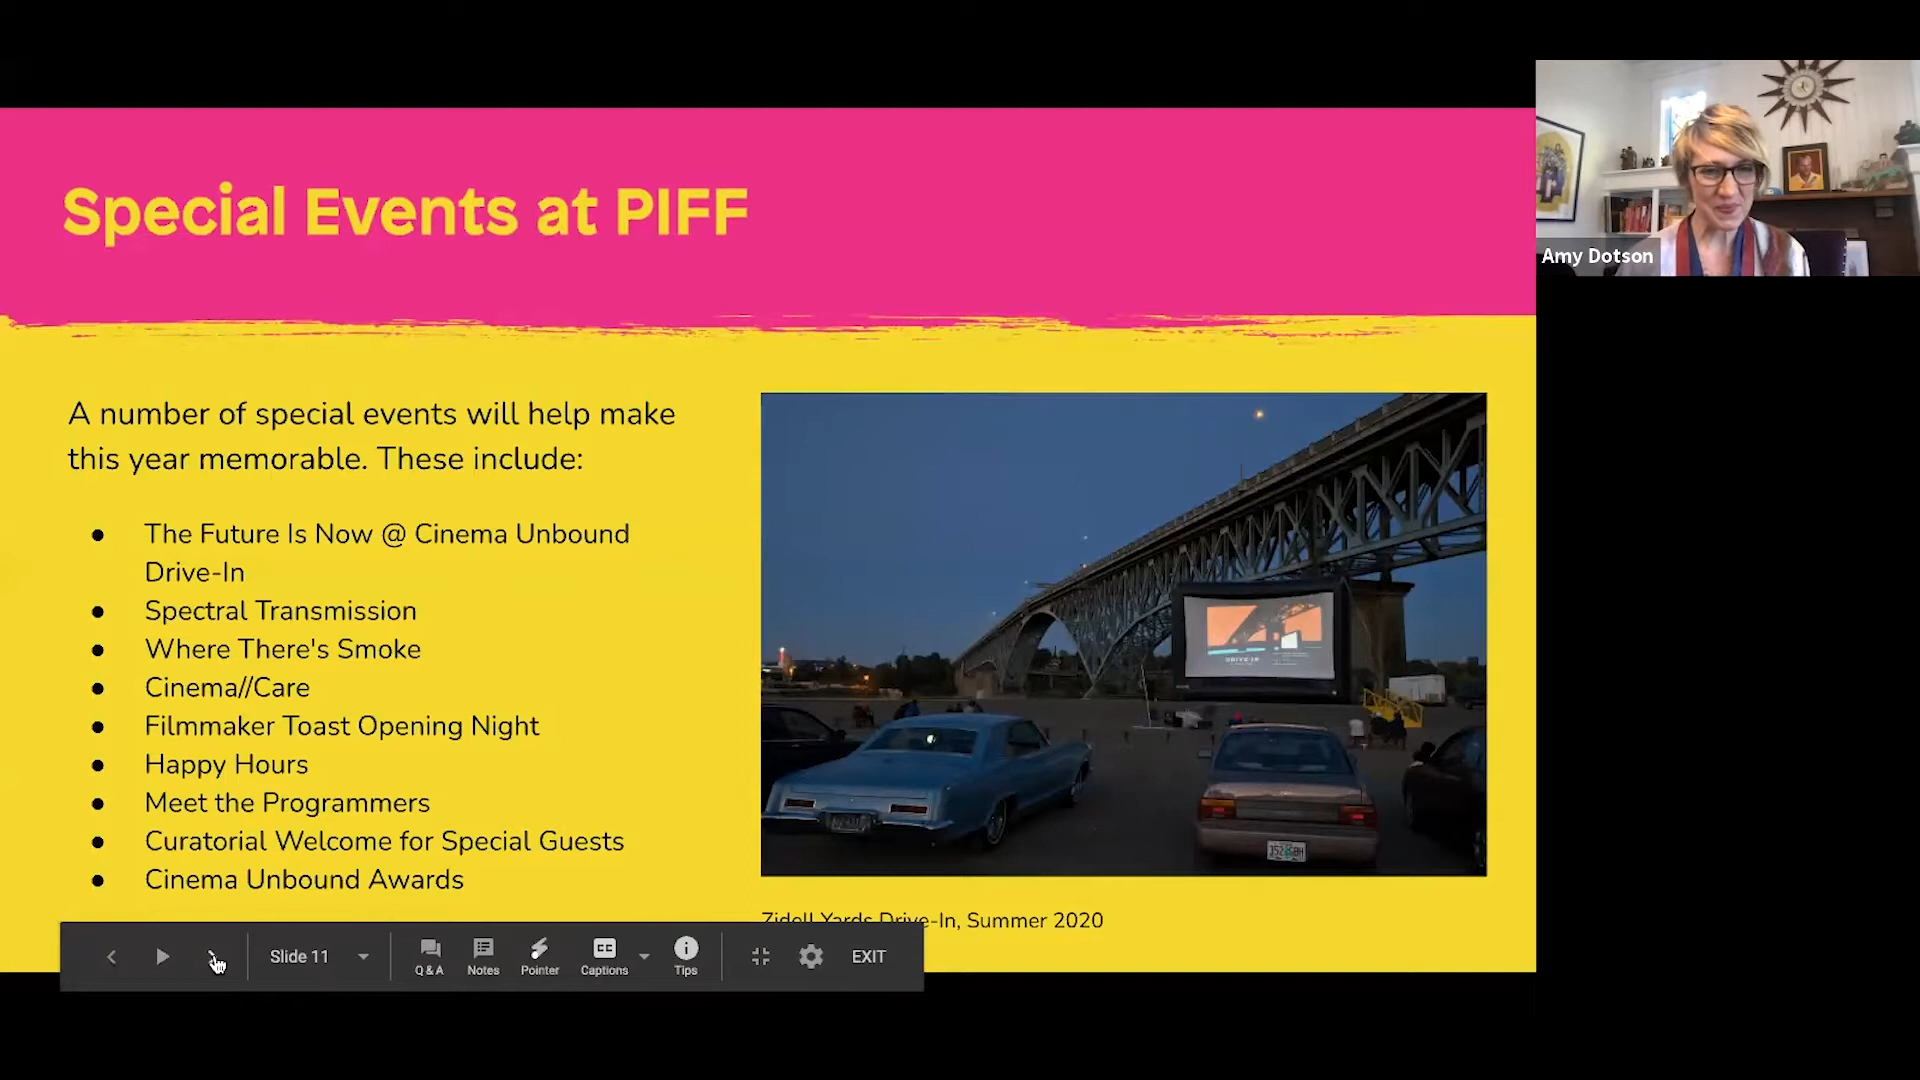 Special Events at PIFF
Amy Dotson
A number of special events will help make
this year memorable. These include:
● The Future Is Now @ Cinema Unbound
Drive-In
● Spectral Transmission
● Where There's Smoke
● Cinema//Care
● Filmmaker Toast Opening Night
● Happy Hours
● Meet the Programmers
● Curatorial Welcome for Special Guests
● Cinema Unbound Awards
DRIVE-IN
Zidell Yards Drive-In, Summer 2020
Slide 11
Q & A
Notes
Pointer
CC
Captions
Tips
EXIT